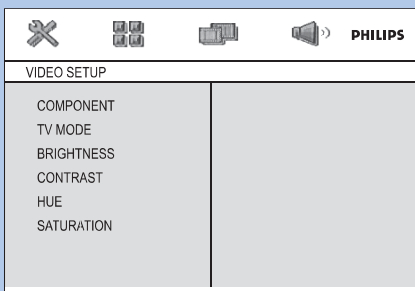 PHILIPS
VIDEO SETUP
COMPONENT
TV MODE
BRIGHTNESS
CONTRAST
HUE
SATURATION